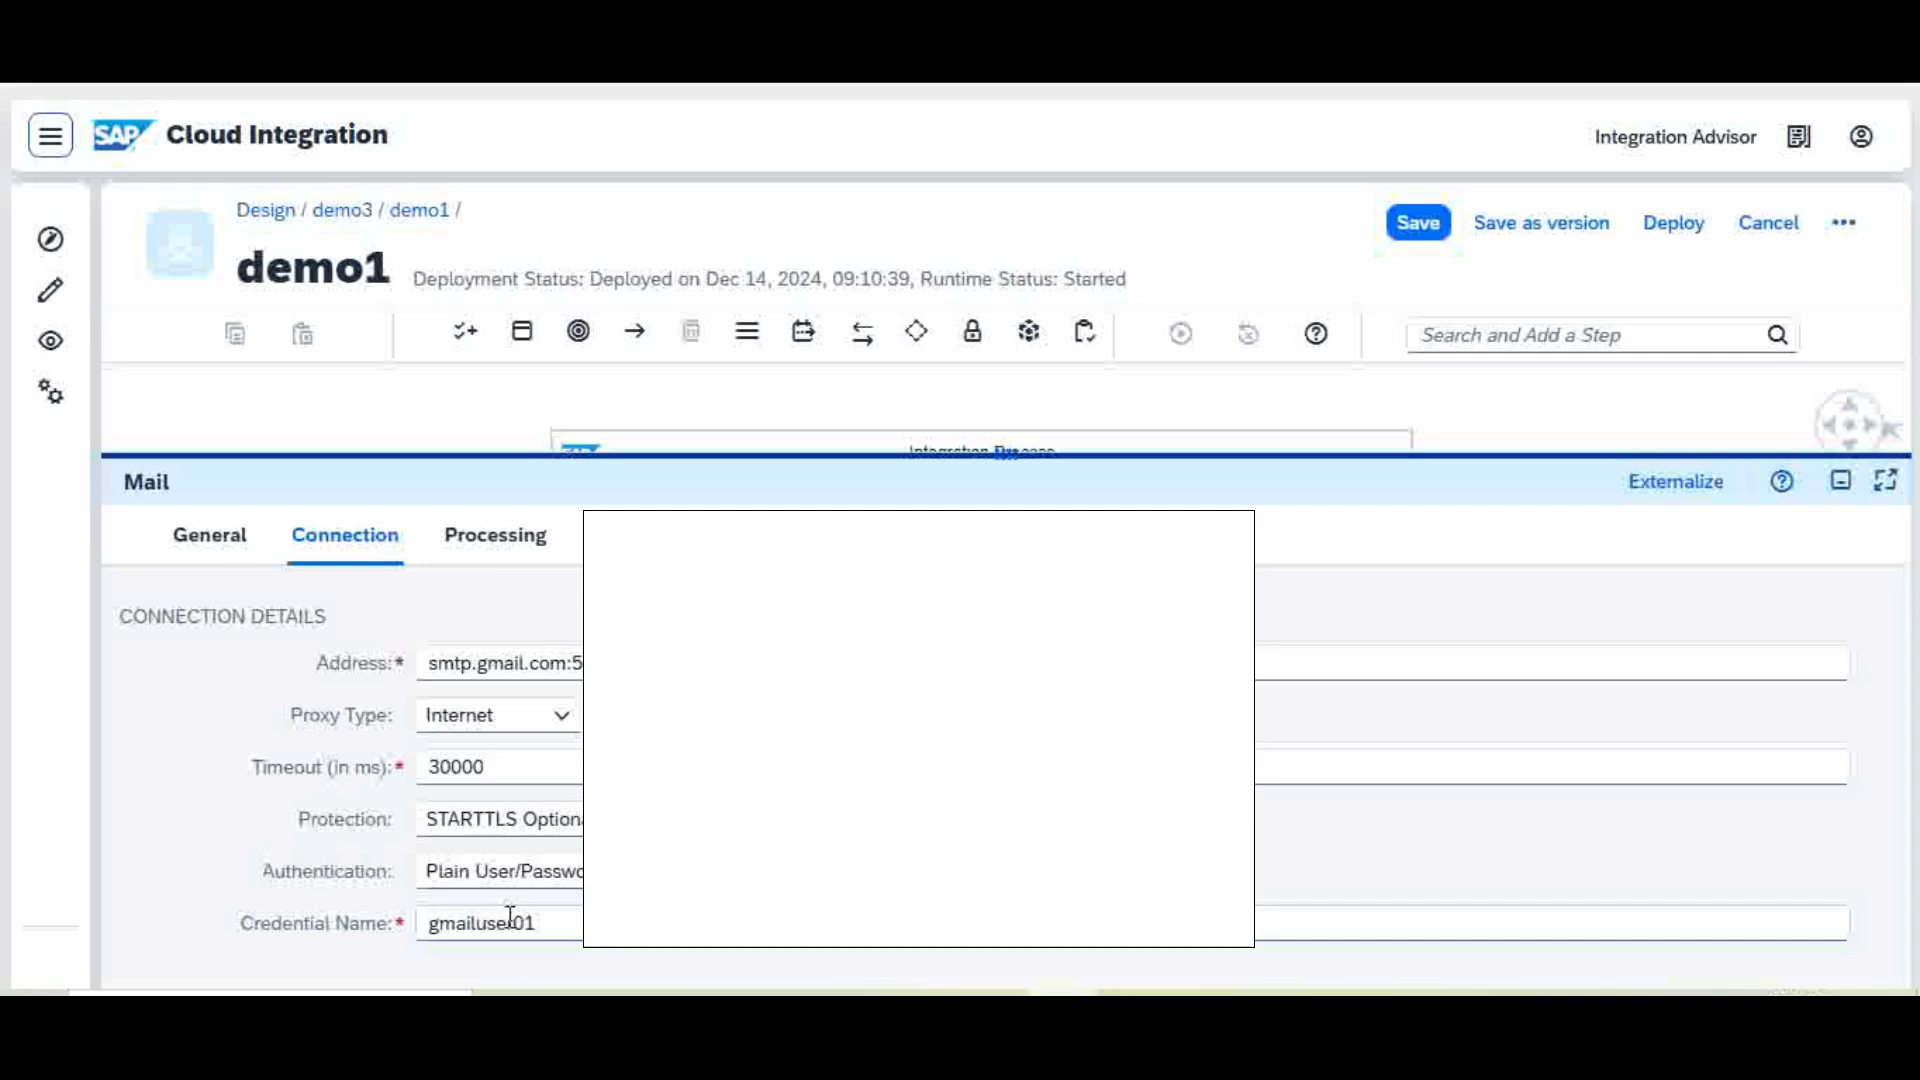 SAP Cloud Integration
Integration Advisor
Design / demo3 / demo1 /
Save
Save as version
Deploy
Cancel
demo1
Deployment Status: Deployed on Dec 14, 2024, 09:10:39, Runtime Status: Started
Search and Add a Step
Integration Process
Mail
Externalize
General
Connection
Processing
CONNECTION DETAILS
Address:* smtp.gmail.com:5
Proxy Type: Internet
Timeout (in ms):* 30000
Protection: STARTTLS
Authentication: Plain
Credential Name:* gmailuser01